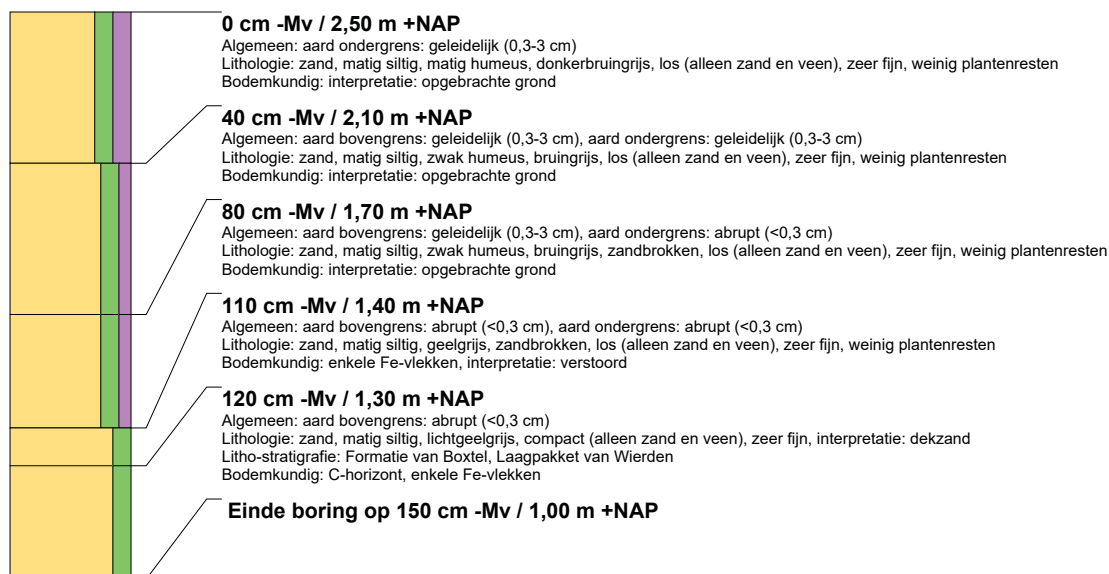 0 cm -Mv / 2,50 m +NAP
Algemeen: aard ondergrens: geleidelijk (0,3-3 cm)
Lithologie: zand, matig siltig, matig humeus, donkerbruingrijs, los (alleen zand en veen), zeer fijn, weinig plantenresten
Bodemkundig: interpretatie: opgebrachte grond
40 cm -Mv / 2,10 m +NAP
Algemeen: aard bovengrens: geleidelijk (0,3-3 cm), aard ondergrens: geleidelijk (0,3-3 cm)
Lithologie: zand, matig siltig, zwak humeus, bruingrijs, los (alleen zand en veen), zeer fijn, weinig plantenresten
Bodemkundig: interpretatie: opgebrachte grond
80 cm -Mv / 1,70 m +NAP
Algemeen: aard bovengrens: geleidelijk (0,3-3 cm), aard ondergrens: abrupt (<0,3 cm)
Lithologie: zand, matig siltig, zwak humeus, bruingrijs, zandbrokken, los (alleen zand en veen), zeer fijn, weinig plantenresten
Bodemkundig: interpretatie: opgebrachte grond
110 cm -Mv / 1,40 m +NAP
Algemeen: aard bovengrens: abrupt (<0,3 cm), aard ondergrens: abrupt (<0,3 cm)
Lithologie: zand, matig siltig, geelgrijs, zandbrokken, los (alleen zand en veen), zeer fijn, weinig plantenresten
Bodemkundig: enkele Fe-vlekken, interpretatie: verstoord
120 cm -Mv / 1,30 m +NAP
Algemeen: aard bovengrens: abrupt (<0,3 cm)
Lithologie: zand, matig siltig, lichtgeelgrijs, compact (alleen zand en veen), zeer fijn, interpretatie: dekzand
Litho-stratigrafie: Formatie van Boxtel, Laagpakket van Wierden
Bodemkundig: C-horizont, enkele Fe-vlekken
Einde boring op 150 cm -Mv / 1,00 m +NAP